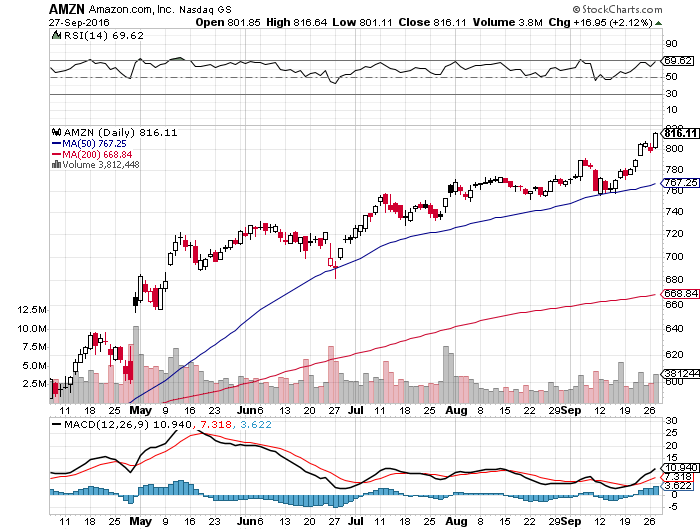 AMZN Amazon.com, Inc. Nasdaq GS © StockCharts.com
27-Sep-2016 Open 801.85 High 816.64 Low 801.11 Close 816.11 Volume 3.8M Chg +16.95 (+2.12%)
RSI(14) 69.62
90
69.62
50
30
10
AMZN (Daily) 816.11
MA(50) 767.25
MA(200) 668.84
Volume 3,812,448
816.11
800
780
767.25
760
740
720
700
680
668.84
660
640
620
600
381244
12.5M
10.0M
7.5M
5.0M
2.5M
11 18 25 May 9 16 23 Jun 6 13 20 27 Jul 11 18 25 Aug 8 15 22 29 Sep 12 19 26
MACD(12,26,9) 10.940, 7.318, 3.622
30
25
20
15
10.940
7.318
3.622
0
-5
11 18 25 May 9 16 23 Jun 6 13 20 27 Jul 11 18 25 Aug 8 15 22 29 Sep 12 19 26